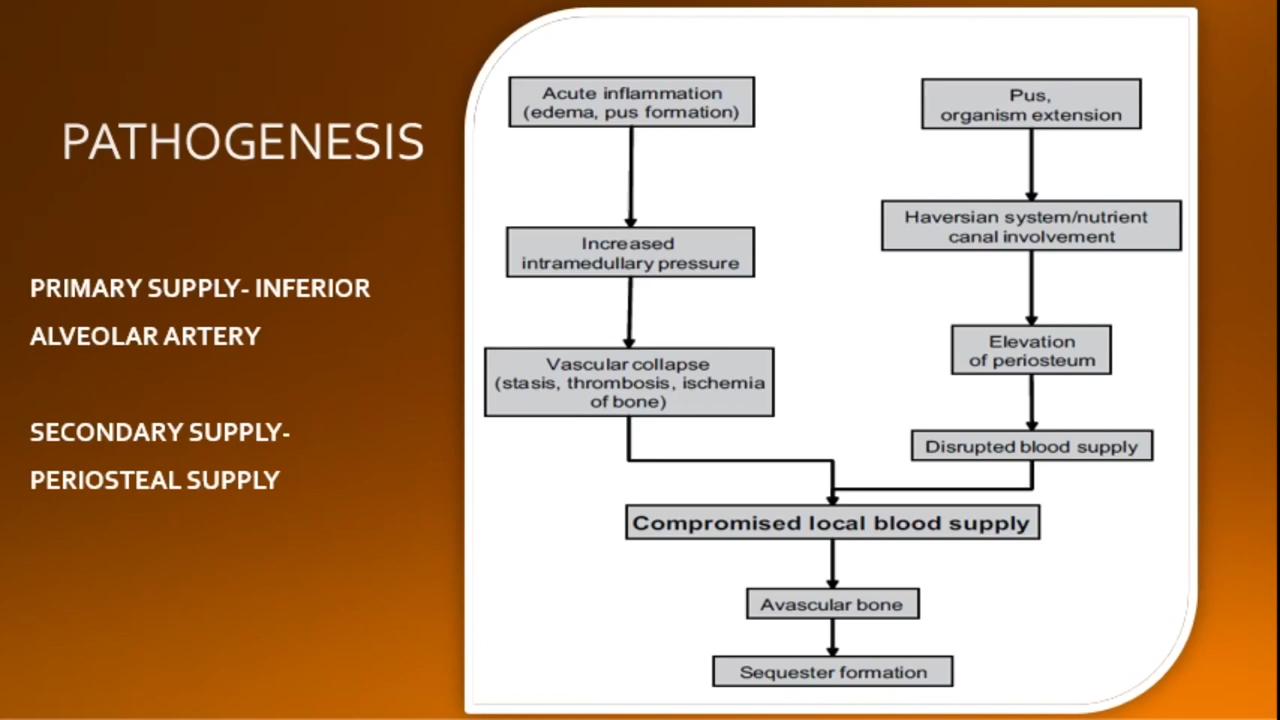 PATHOGENESIS
PRIMARY SUPPLY- INFERIOR
ALVEOLAR ARTERY
SECONDARY SUPPLY-
PERIOSTEAL SUPPLY
Acute inflammation
(edema, pus formation)
Increased
intramedullary pressure
Vascular collapse
(stasis, thrombosis, ischemia
of bone)
Pus,
organism extension
Haversian system/nutrient
canal involvement
Elevation
of periosteum
Disrupted blood supply
Compromised local blood supply
Avascular bone
Sequester formation